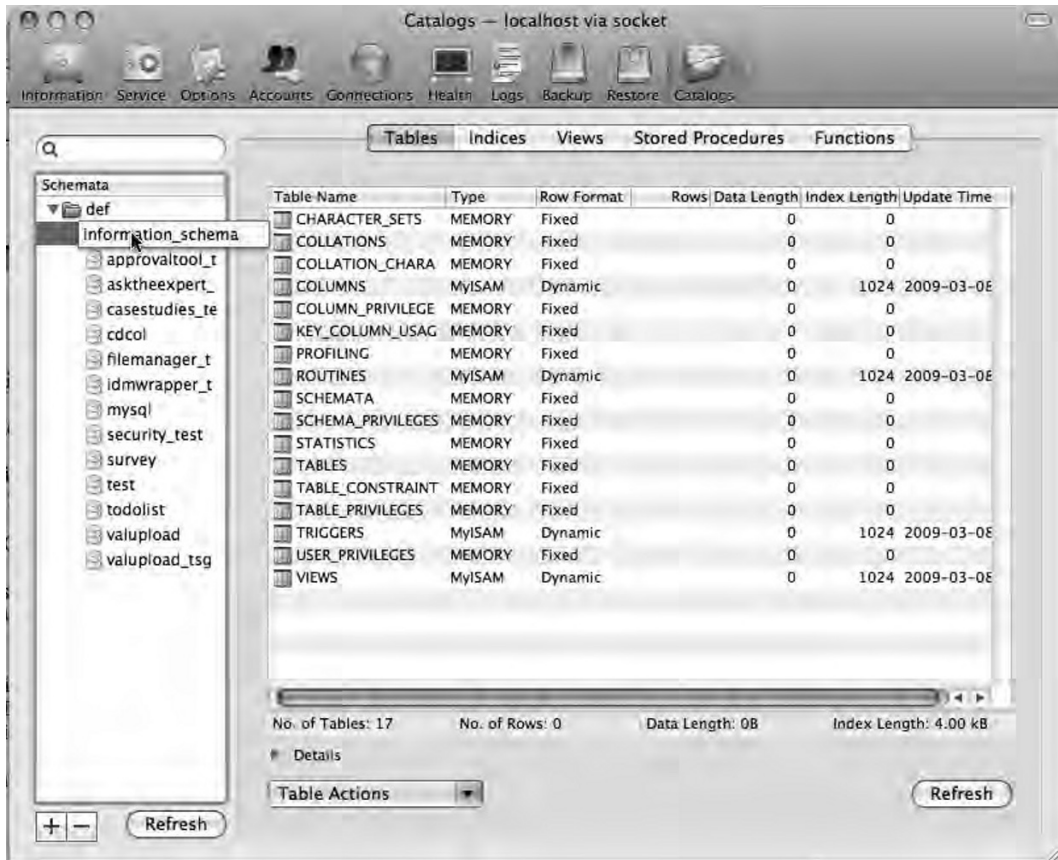 Catalogs — localhost via socket
Information Service Options Accounts Connections Health Logs Backup Restore Catalogs
Tables Indices Views Stored Procedures Functions
Schemata
def
information_schema
approvaltool_t
asktheexpert_
casestudies_te
cdcol
filemanager_t
idmwrapper_t
mysql
security_test
survey
test
todolist
valupload
valupload_tsg
Refresh
Table Name Type Row Format Rows Data Length Index Length Update Time
CHARACTER_SETS MEMORY Fixed 0 0
COLLATIONS MEMORY Fixed 0 0
COLLATION_CHARA MEMORY Fixed 0 0
COLUMNS MyISAM Dynamic 0 1024 2009-03-08
COLUMN_PRIVILEGE MEMORY Fixed 0 0
KEY_COLUMN_USAG MEMORY Fixed 0 0
PROFILING MEMORY Fixed 0 0
ROUTINES MyISAM Dynamic 0 1024 2009-03-08
SCHEMATA MEMORY Fixed 0 0
SCHEMA_PRIVILEGES MEMORY Fixed 0 0
STATISTICS MEMORY Fixed 0 0
TABLES MEMORY Fixed 0 0
TABLE_CONSTRAINT MEMORY Fixed 0 0
TABLE_PRIVILEGES MEMORY Fixed 0 0
TRIGGERS MyISAM Dynamic 0 1024 2009-03-08
USER_PRIVILEGES MEMORY Fixed 0 0
VIEWS MyISAM Dynamic 0 1024 2009-03-08
No. of Tables: 17 No. of Rows: 0 Data Length: 0B Index Length: 4.00 kB
Details
Table Actions
Refresh